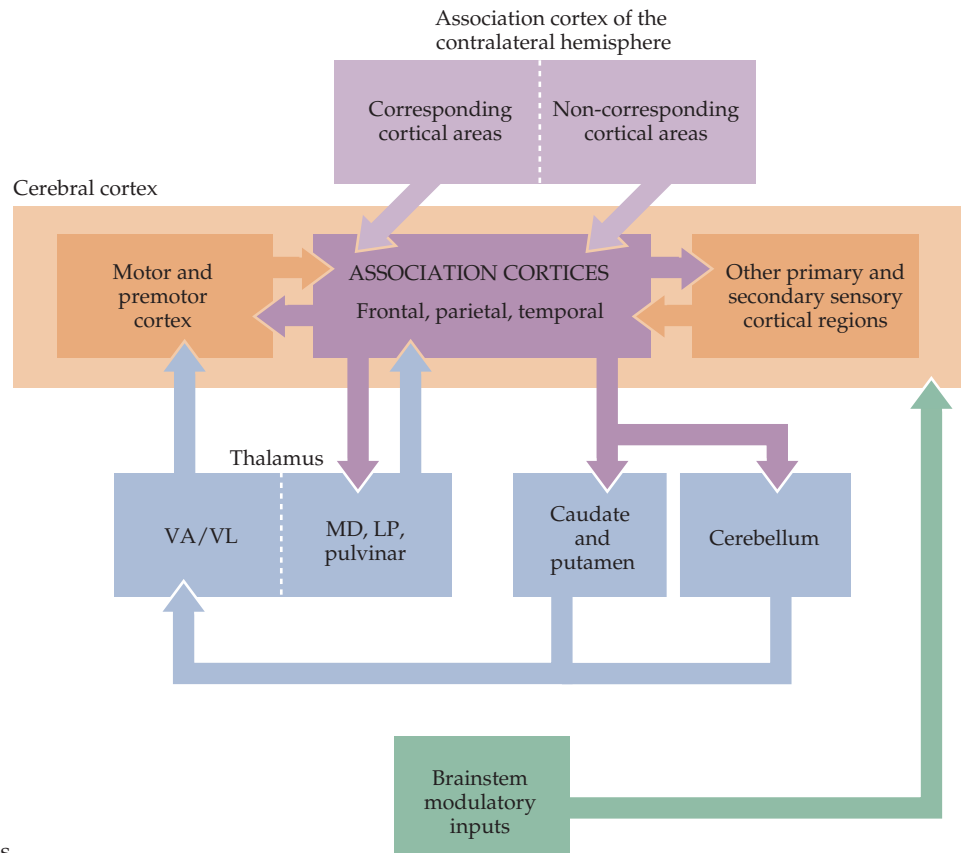 Association cortex of the
contralateral hemisphere
Corresponding
cortical areas
Non-corresponding
cortical areas
Cerebral cortex
Motor and
premotor
cortex
ASSOCIATION CORTICES
Frontal, parietal, temporal
Other primary and
secondary sensory
cortical regions
Thalamus
VA/VL
MD, LP,
pulvinar
Caudate
and
putamen
Cerebellum
Brainstem
modulatory
inputs